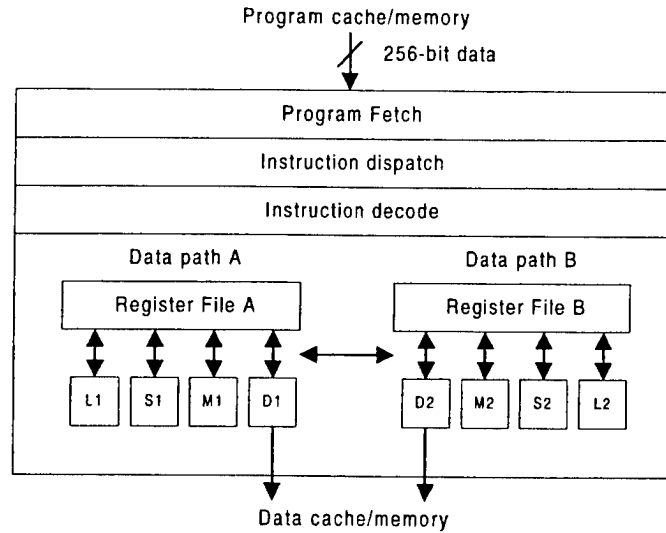 Program cache/memory
256-bit data
Program Fetch
Instruction dispatch
Instruction decode
Data path A
Data path B
Register File A
Register File B
L1
S1
M1
D1
D2
M2
S2
L2
Data cache/memory